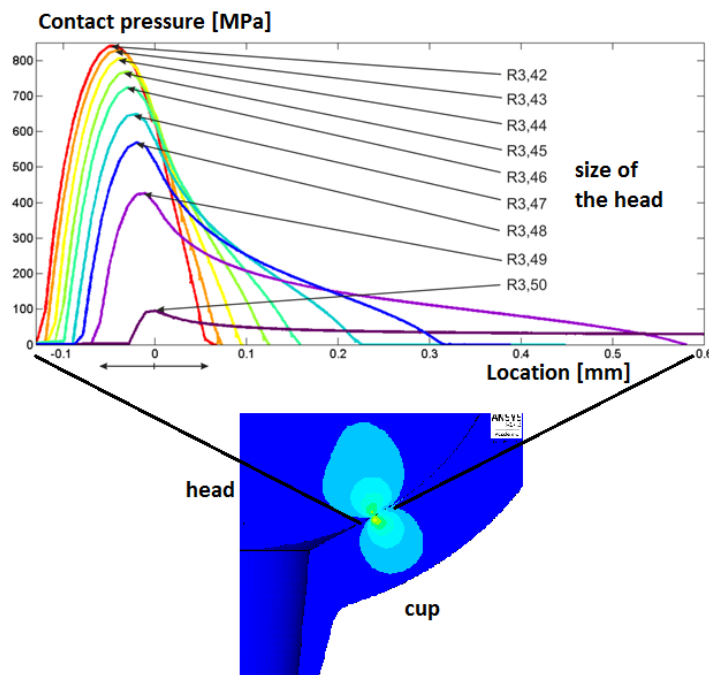 Contact pressure [MPa]
800
700
600
500
400
300
200
100
0
R3,42
R3,43
R3,44
R3,45
R3,46
R3,47
R3,48
R3,49
R3,50
size of
the head
-0.1
0
0.1
0.2
0.3
0.4
0.5
0.6
Location [mm]
ANSYS
head
cup